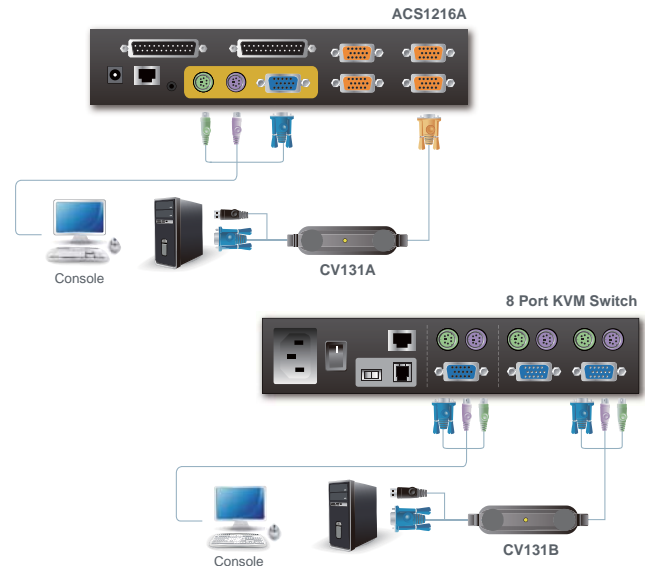 ACS1216A
Console
CV131A
8 Port KVM Switch
Console
CV131B